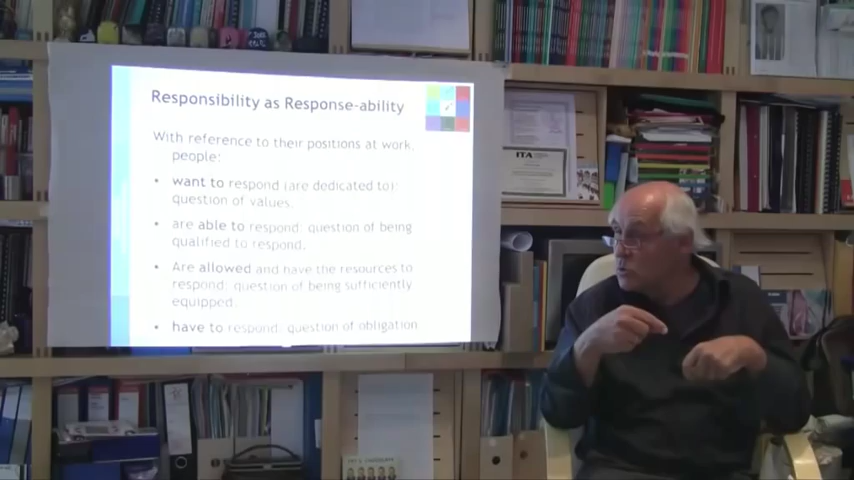 Responsibility as Response-ability
With reference to their positions at work,
people:
• want to respond (are dedicated to):
question of values.
• are able to respond: question of being
qualified to respond.
• Are allowed and have the resources to
respond: question of being sufficiently
equipped.
• have to respond: question of obligation
ITA